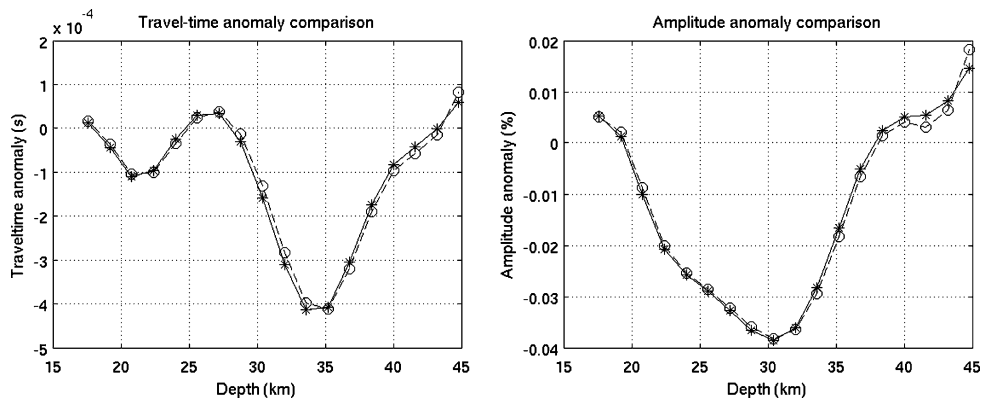 Travel-time anomaly comparison
x 10
-4
2
1
0
-1
-2
-3
-4
-5
Traveltime anomaly (s)
15 20 25 30 35 40 45
Depth (km)
Amplitude anomaly comparison
0.02
0.01
0
-0.01
-0.02
-0.03
-0.04
Amplitude anomaly (%)
15 20 25 30 35 40 45
Depth (km)